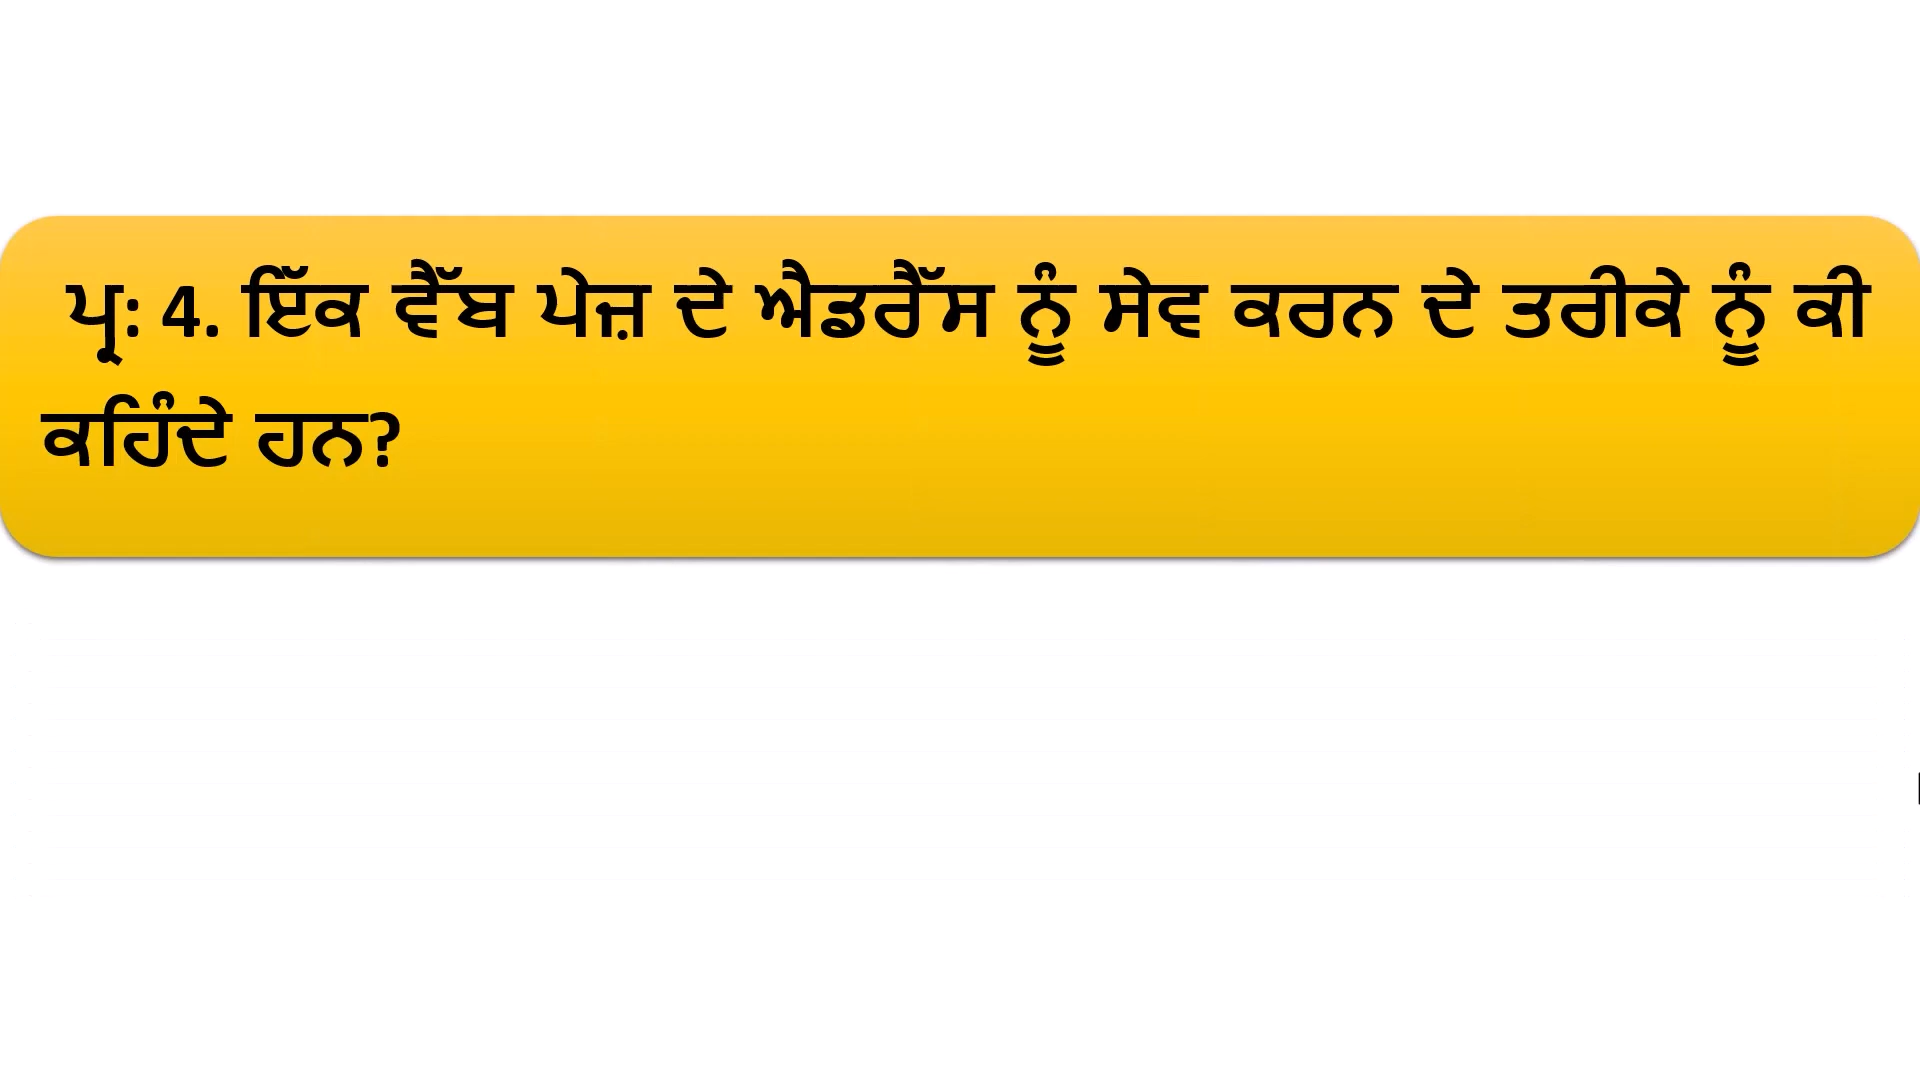 ਪ੍ਰ: 4. ਇੱਕ ਵੈੱਬ ਪੇਜ਼ ਦੇ ਐਡਰੈੱਸ ਨੂੰ ਸੇਵ ਕਰਨ ਦੇ ਤਰੀਕੇ ਨੂੰ ਕੀ
ਕਹਿੰਦੇ ਹਨ?